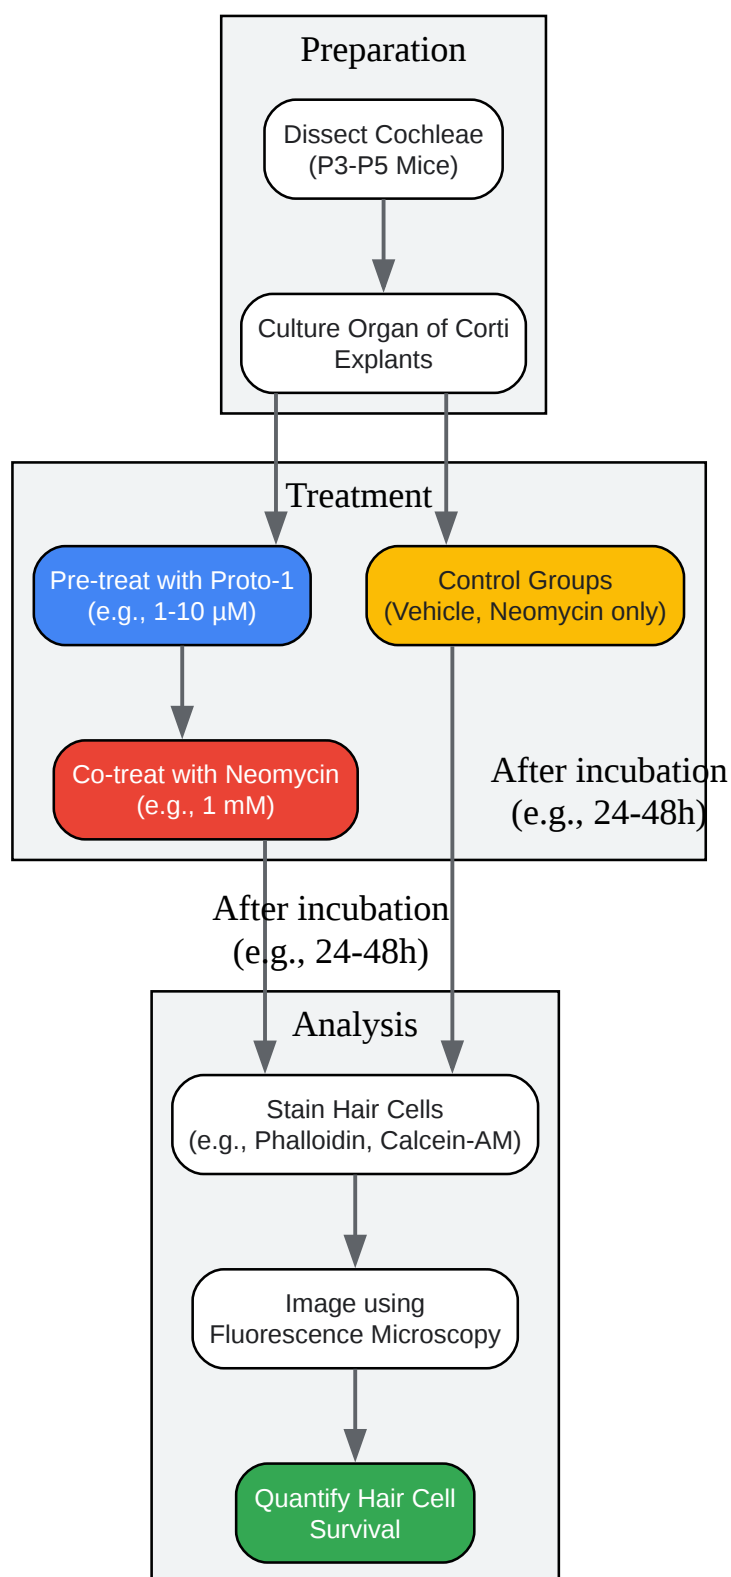 Preparation
Dissect Cochleae
(P3-P5 Mice)
Culture Organ of Corti
Explants
Treatment
Pre-treat with Proto-1
(e.g., 1-10 µM)
Control Groups
(Vehicle, Neomycin only)
Co-treat with Neomycin
(e.g., 1 mM)
After incubation
(e.g., 24-48h)
After incubation
(e.g., 24-48h)
Analysis
Stain Hair Cells
(e.g., Phalloidin, Calcein-AM)
Image using
Fluorescence Microscopy
Quantify Hair Cell
Survival